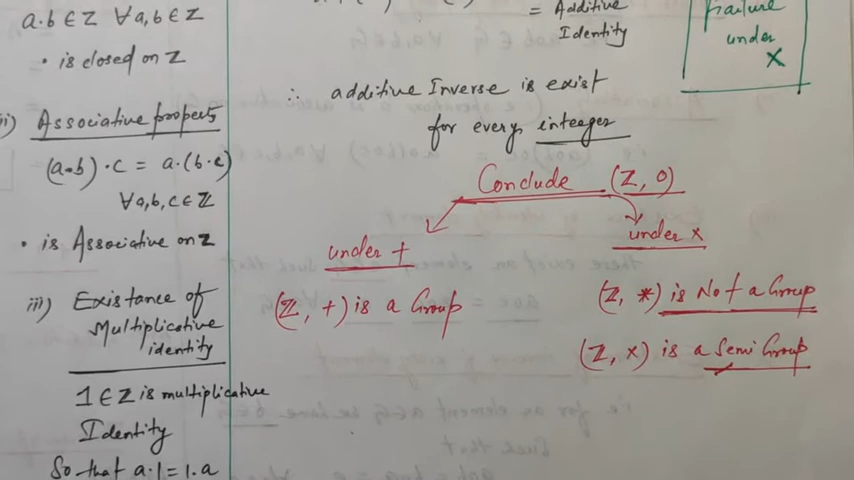 a.b ∈ Z ∀a,b ∈ Z
• is closed on Z
ii) Associative property
(a.b).c = a.(b.c)
∀a,b,c ∈ Z
• is Associative on Z
iii) Existance of
Multiplicative
identity
1 ∈ Z is multiplicative
Identity
So that a.1 = 1.a
= Additive
Identity
∴ additive Inverse is exist
for every integer
Failure
under
×
Conclude (Z, 0)
under +
(Z, +) is a Group
under ×
(Z, *) is Not a Group
(Z, ×) is a Semi Group